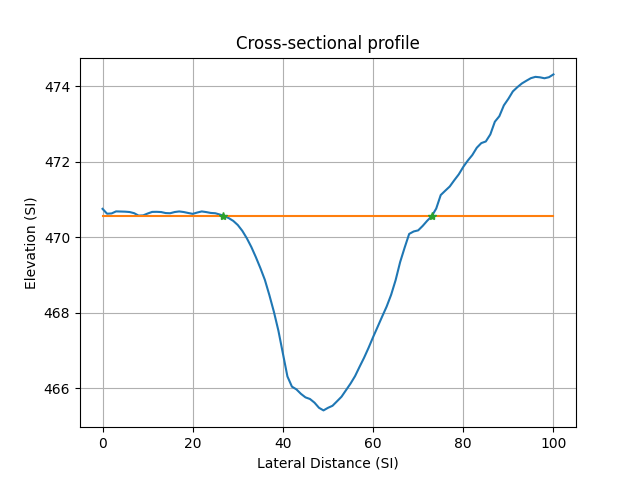 Cross-sectional profile
Elevation (SI)
474
472
470
468
466
0 20 40 60 80 100
Lateral Distance (SI)